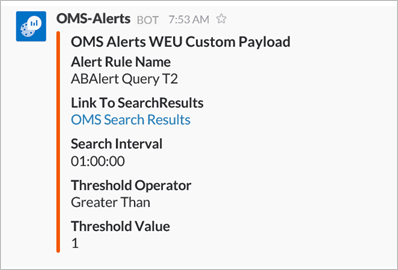 OMS-Alerts BOT 7:53 AM
OMS Alerts WEU Custom Payload
Alert Rule Name
ABAlert Query T2
Link To SearchResults
OMS Search Results
Search Interval
01:00:00
Threshold Operator
Greater Than
Threshold Value
1